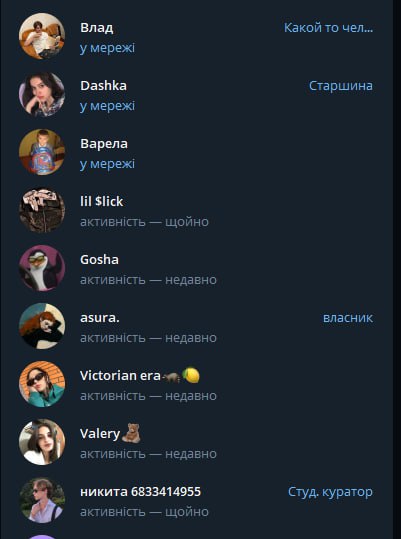 Влад Какой то чел...
у мережі
Dashka Старшина
у мережі
Варела
у мережі
lil $lick
активність — щойно
Gosha
активність — недавно
asura. власник
активність — недавно
Victorian era🦡🍋
активність — недавно
Valery🧸
активність — недавно
никита 6833414955 Студ. куратор
активність — щойно